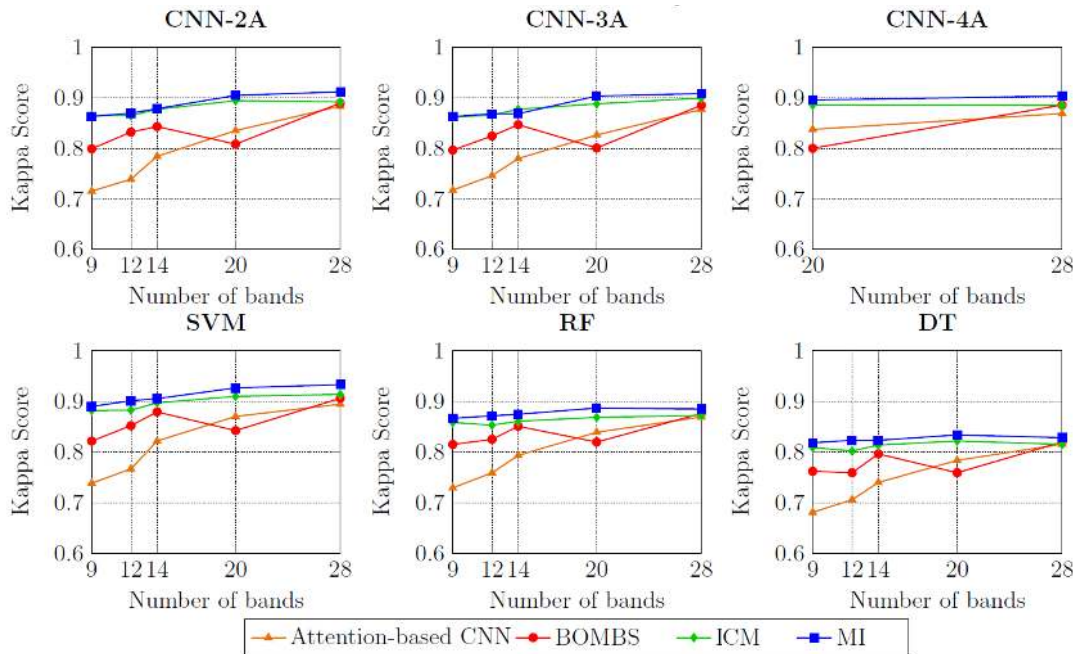 CNN-2A
CNN-3A
CNN-4A
1
0.9
0.8
0.7
0.6
Kappa Score
9 12 14 20 28
Number of bands
1
0.9
0.8
0.7
0.6
Kappa Score
9 12 14 20 28
Number of bands
1
0.9
0.8
0.7
0.6
Kappa Score
20 28
Number of bands
SVM
RF
DT
1
0.9
0.8
0.7
0.6
Kappa Score
9 12 14 20 28
Number of bands
1
0.9
0.8
0.7
0.6
Kappa Score
9 12 14 20 28
Number of bands
1
0.9
0.8
0.7
0.6
Kappa Score
9 12 14 20 28
Number of bands
Attention-based CNN BOMBS ICM MI